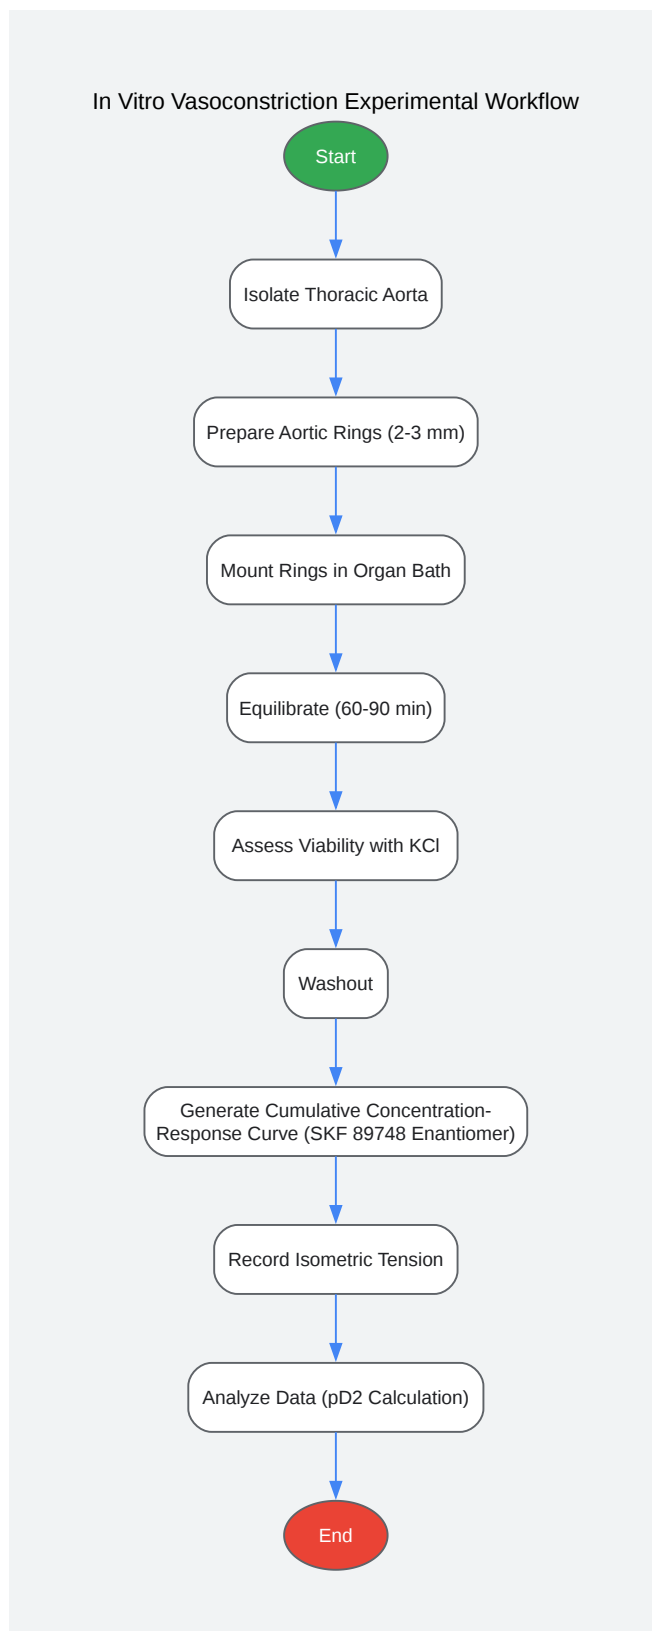 In Vitro Vasoconstriction Experimental Workflow
Start
Isolate Thoracic Aorta
Prepare Aortic Rings (2-3 mm)
Mount Rings in Organ Bath
Equilibrate (60-90 min)
Assess Viability with KCl
Washout
Generate Cumulative Concentration-
Response Curve (SKF 89748 Enantiomer)
Record Isometric Tension
Analyze Data (pD2 Calculation)
End